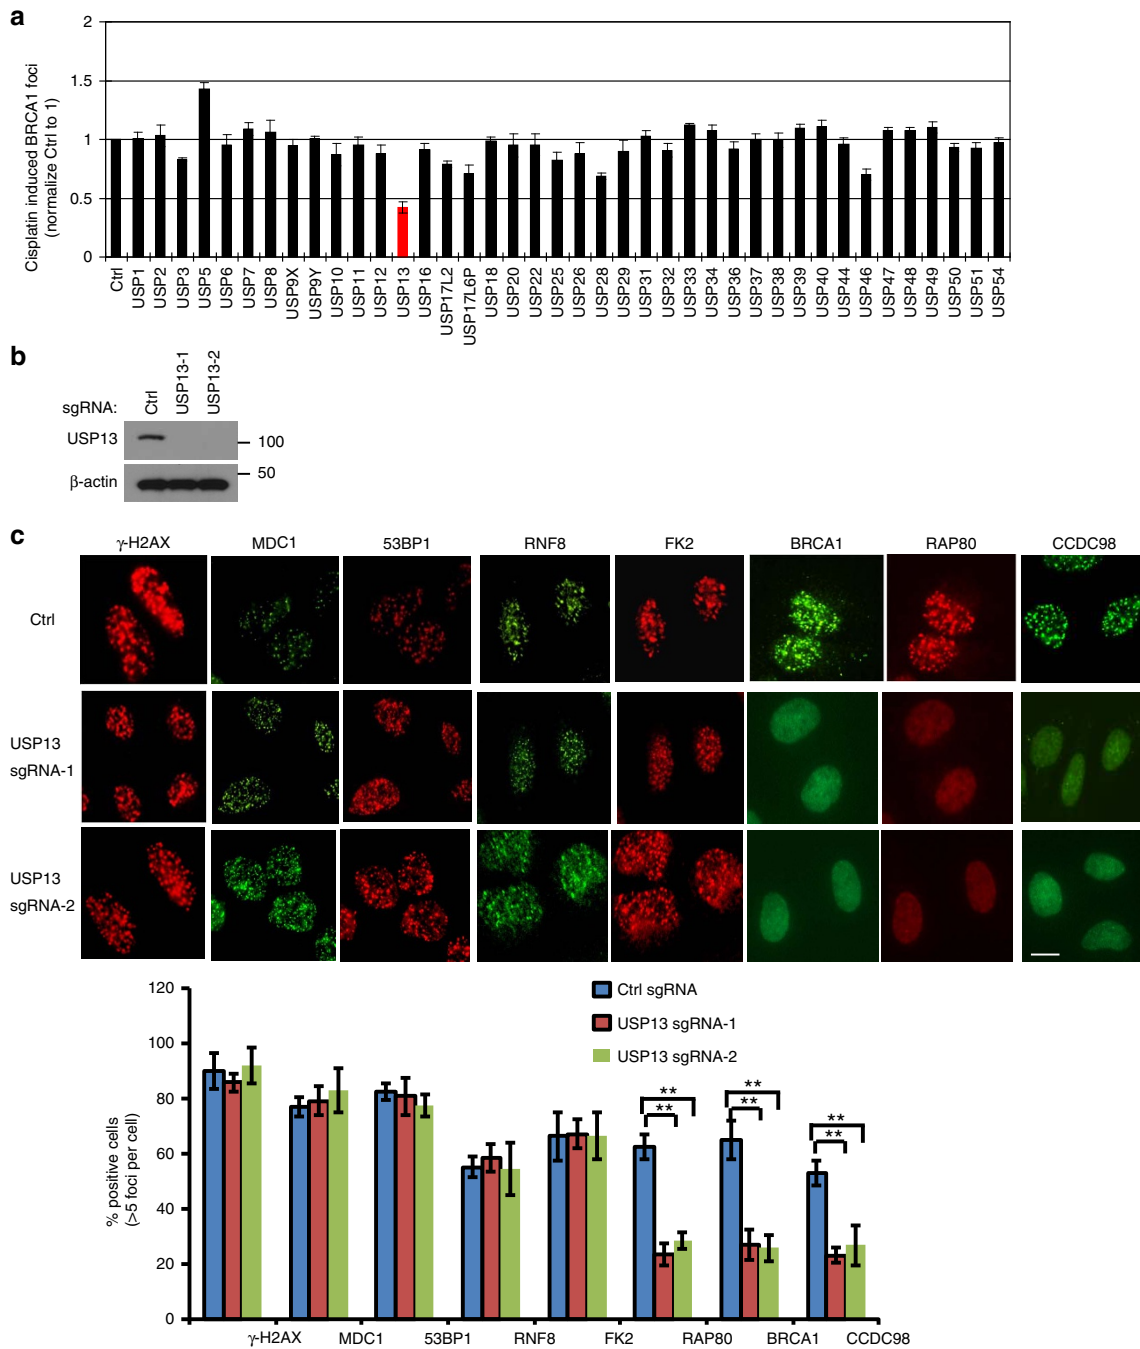 a
Cisplatin induced BRCA1 foci
(normalize Ctrl to 1)
2
1.5
1
0.5
0
Ctrl
USP1
USP2
USP3
USP5
USP6
USP7
USP8
USP9X
USP9Y
USP10
USP11
USP12
USP13
USP16
USP17L2
USP17L6P
USP18
USP20
USP22
USP25
USP26
USP28
USP29
USP31
USP32
USP33
USP34
USP36
USP37
USP38
USP39
USP40
USP44
USP46
USP47
USP48
USP49
USP50
USP51
USP54
b
sgRNA:
Ctrl
USP13-1
USP13-2
USP13
100
50
β-actin
c
γ-H2AX MDC1 53BP1 RNF8 FK2 BRCA1 RAP80 CCDC98
Ctrl
USP13
sgRNA-1
USP13
sgRNA-2
% positive cells
(>5 foci per cell)
120
100
80
60
40
20
0
Ctrl sgRNA
USP13 sgRNA-1
USP13 sgRNA-2
**
**
**
**
**
**
γ-H2AX MDC1 53BP1 RNF8 FK2 RAP80 BRCA1 CCDC98